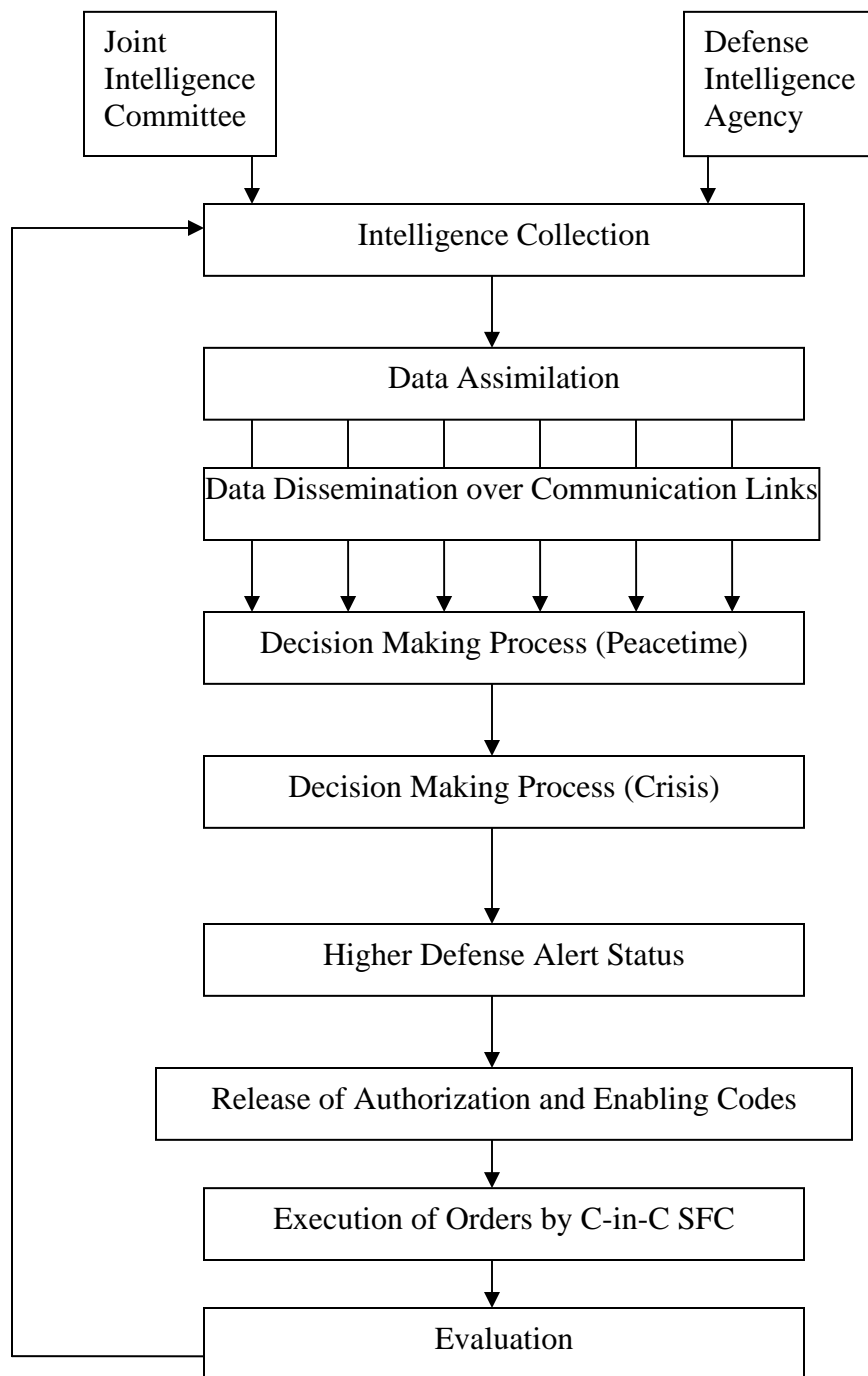 Joint
Intelligence
Committee
Defense
Intelligence
Agency
Intelligence Collection
Data Assimilation
Data Dissemination over Communication Links
Decision Making Process (Peacetime)
Decision Making Process (Crisis)
Higher Defense Alert Status
Release of Authorization and Enabling Codes
Execution of Orders by C-in-C SFC
Evaluation